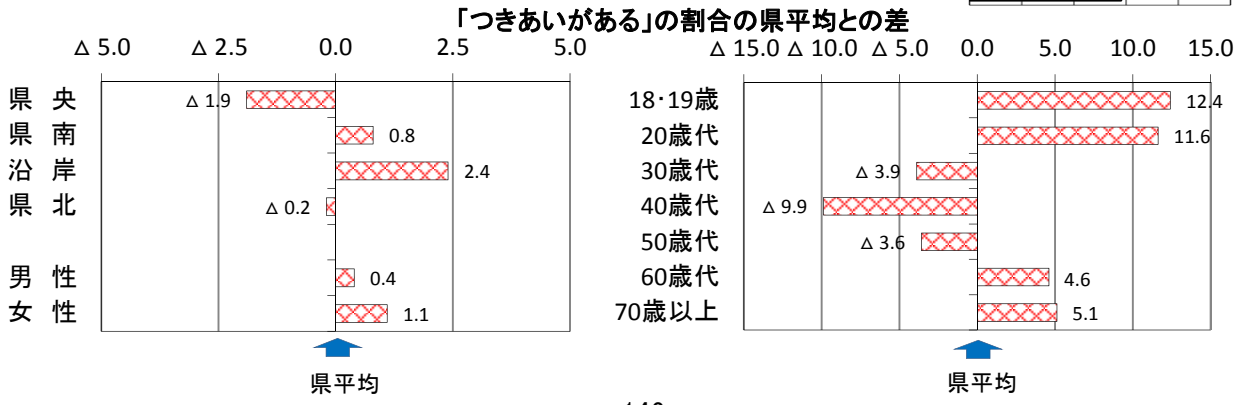 「つきあいがある」の割合の県平均との差
△ 5.0 △ 2.5 0.0 2.5 5.0
県 央 △ 1.9
県 南 0.8
沿 岸 2.4
県 北 △ 0.2
男 性 0.4
女 性 1.1
県平均
△ 15.0 △ 10.0 △ 5.0 0.0 5.0 10.0 15.0
18・19歳 12.4
20歳代 11.6
30歳代 △ 3.9
40歳代 △ 9.9
50歳代 △ 3.6
60歳代 4.6
70歳以上 5.1
県平均